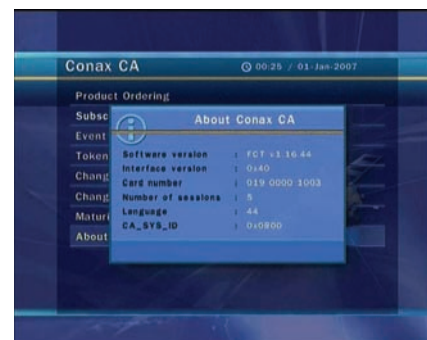 Conax CA 00:25 / 01-Jan-2007
Product Ordering
Subsc
About Conax CA
Event
Token
Software version : FCT v1.16.44
Interface version : 0x40
Chang
Card number : 019 0000 1003
Chang
Number of sessions : 5
Maturi
Language : 44
About
CA_SYS_ID : 0x0B00